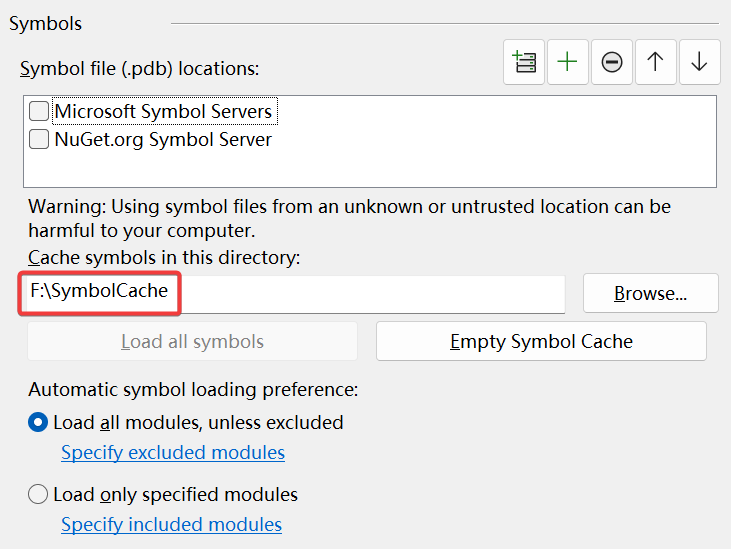 Symbols
Symbol file (.pdb) locations:
Microsoft Symbol Servers
NuGet.org Symbol Server
Warning: Using symbol files from an unknown or untrusted location can be
harmful to your computer.
Cache symbols in this directory:
F:\SymbolCache
Browse...
Load all symbols
Empty Symbol Cache
Automatic symbol loading preference:
Load all modules, unless excluded
Specify excluded modules
Load only specified modules
Specify included modules